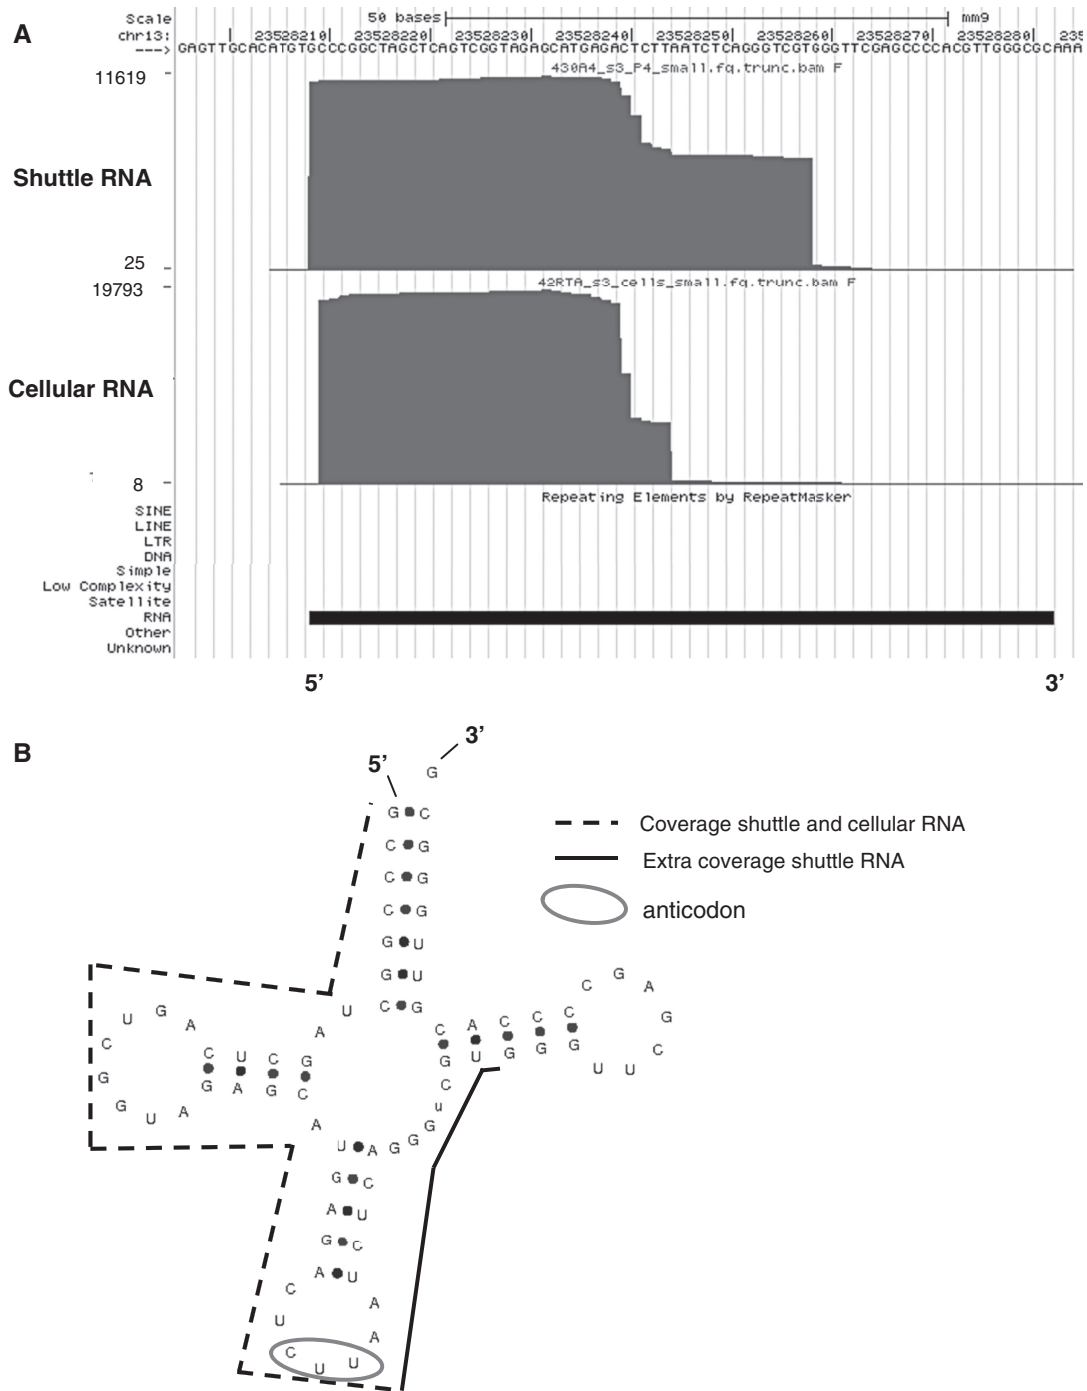 A
Scale 50 bases mm9
chr13: 23528210 23528220 23528230 23528240 23528250 23528260 23528270 23528280 235
---> GAGTTGCACATGTGCCCGGCTAGCTCAGTCGGTAGAGCATGAGACTCTTAATCTCAGGGTCGTGGGTTCGAGCCCCACGTTGGGCGCAAA
11619 430A4_s3_P4_small.fq.trunc.bam F
Shuttle RNA
25
19793 42RTA_s3_cells_small.fq.trunc.bam F
Cellular RNA
8
Repeating Elements by RepeatMasker
SINE
LINE
LTR
DNA
Simple
Low Complexity
Satellite
RNA
Other
Unknown
5' 3'
B
5' 3'
G
G C
C G
C G
C G
G U
G U
C G
Coverage shuttle and cellular RNA
Extra coverage shuttle RNA
anticodon
U A
G A C U C G
A U G C
G G U A G A G C
C A C C C C G A G C U U
G U G G G
C u G G G A
A U
G C
A U
G C
A U
C A
U A
C U U